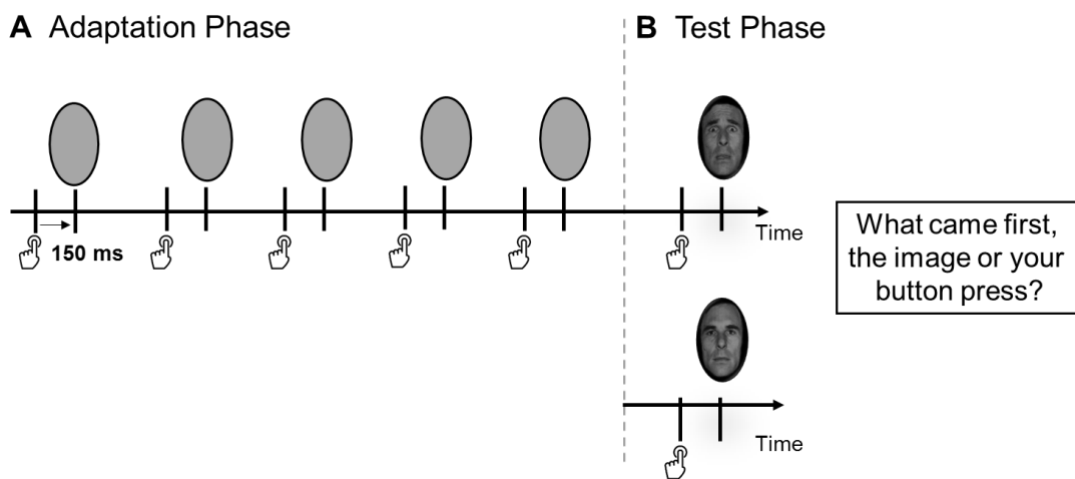 A Adaptation Phase
B Test Phase
150 ms
Time
What came first,
the image or your
button press?
Time